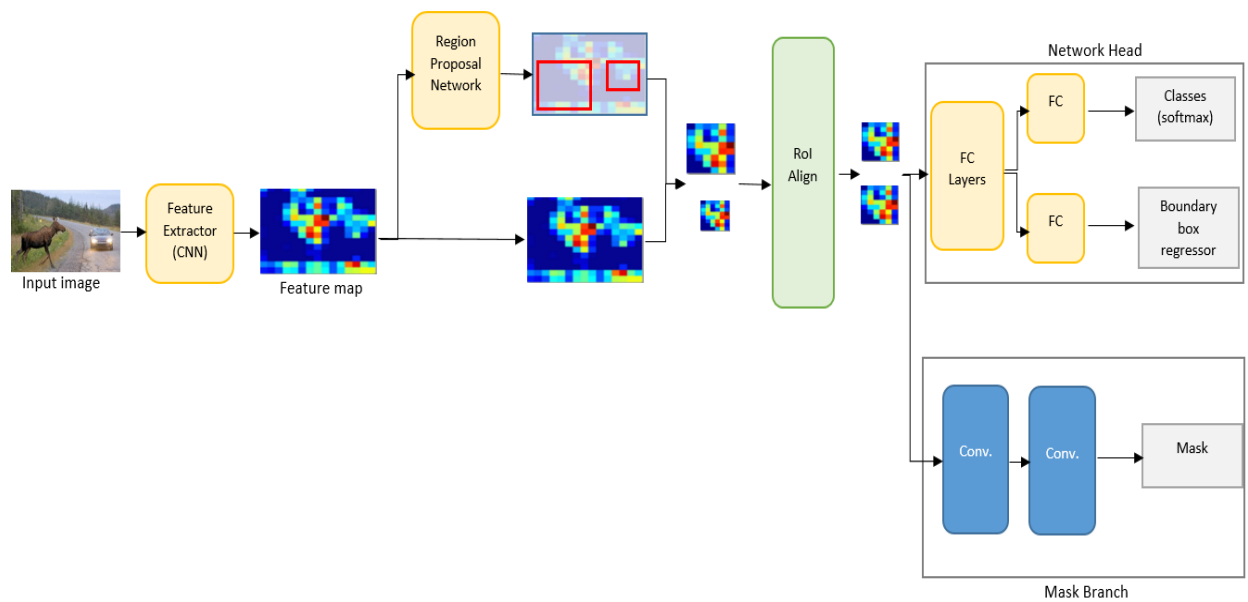 Input image
Feature
Extractor
(CNN)
Feature map
Region
Proposal
Network
RoI
Align
Network Head
FC
Layers
FC
Classes
(softmax)
FC
Boundary
box
regressor
Conv.
Conv.
Mask
Mask Branch